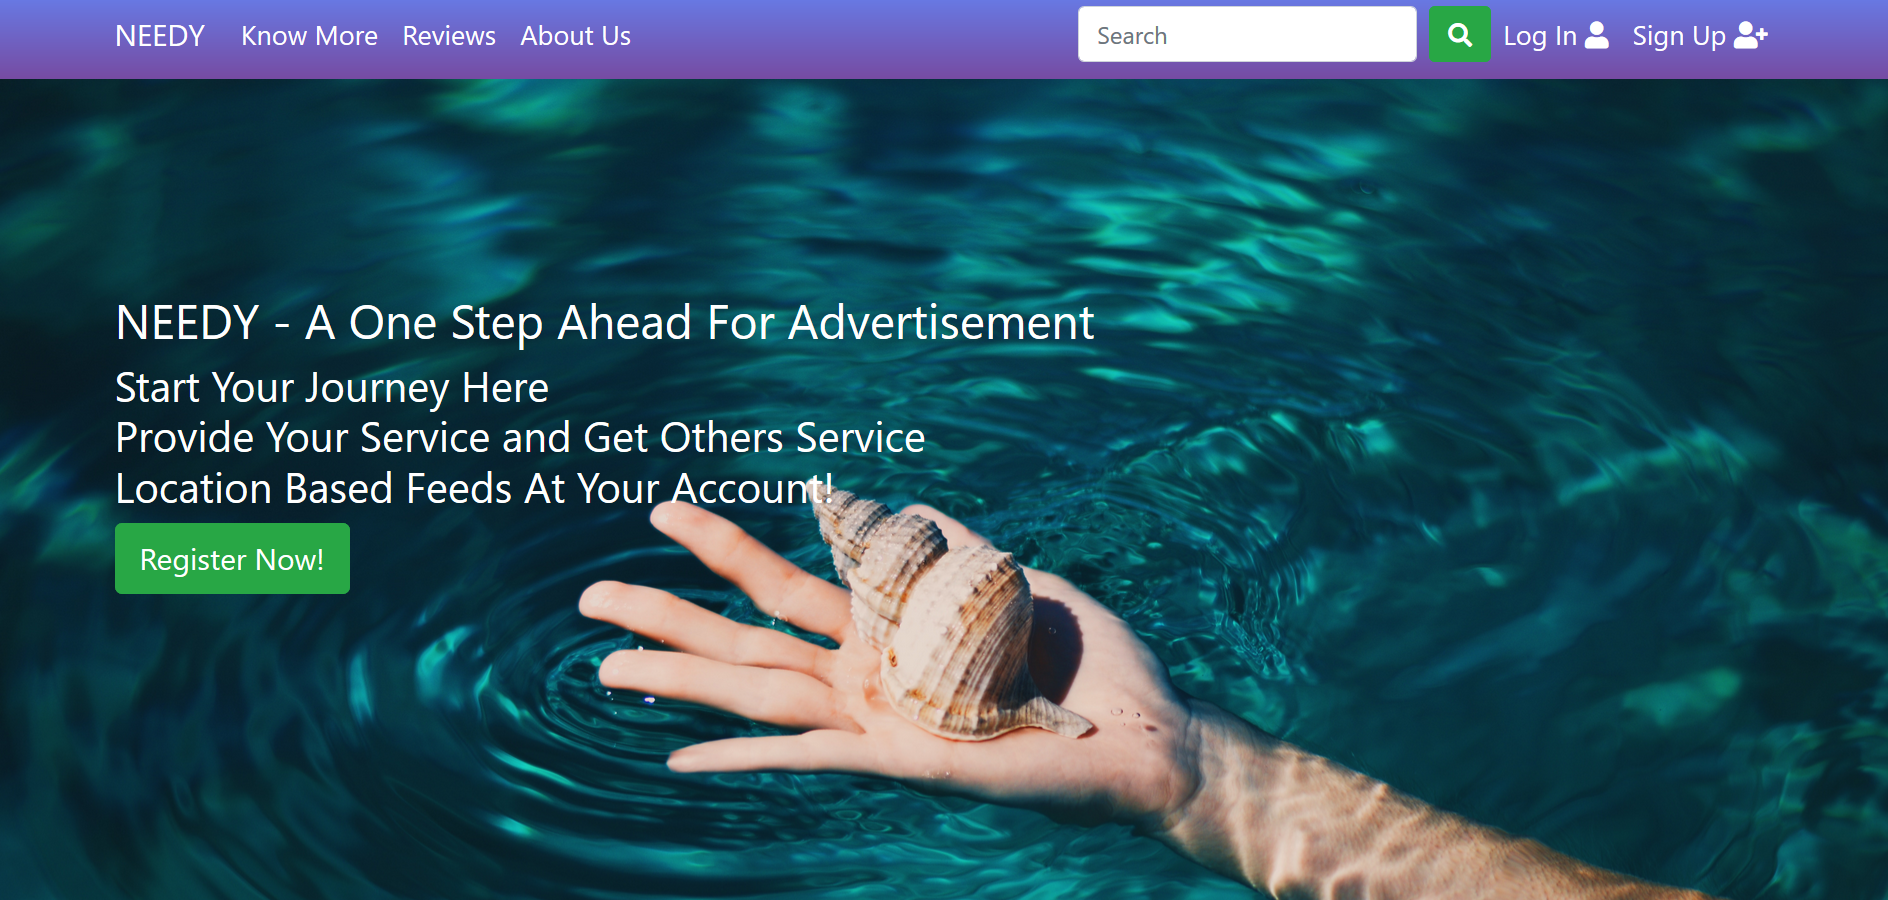 NEEDY Know More Reviews About Us Search Log In Sign Up
NEEDY - A One Step Ahead For Advertisement
Start Your Journey Here
Provide Your Service and Get Others Service
Location Based Feeds At Your Account!
Register Now!